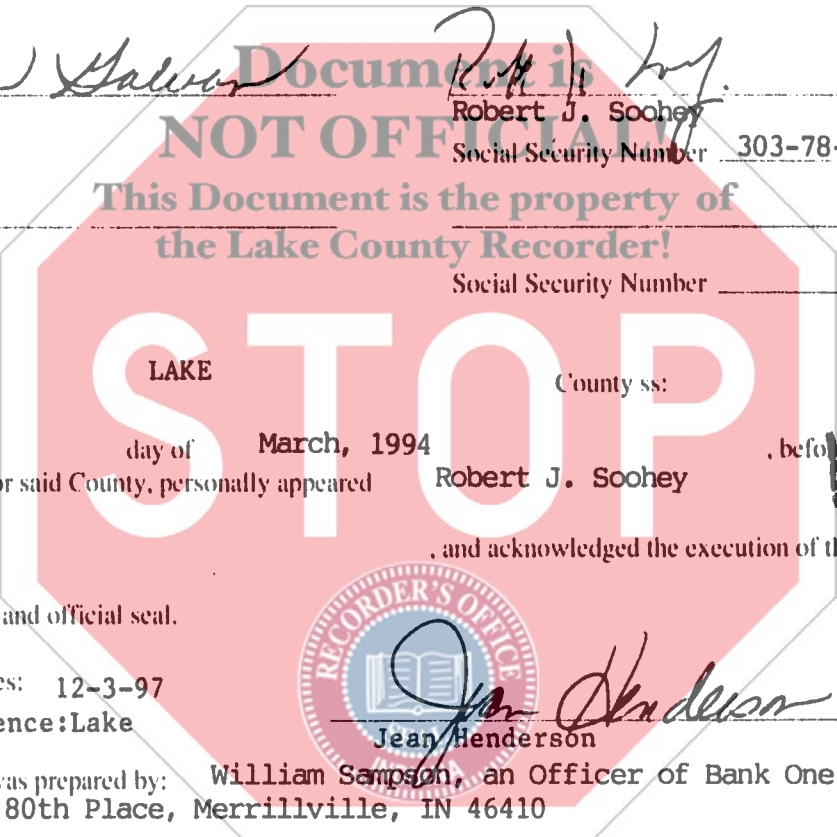 Galvan
Document is
Robert J. Soohey
NOT OFFICIAL!
Social Security Number 303-78-
This Document is the property of
the Lake County Recorder!
Social Security Number
STOP
LAKE County ss:
day of March, 1994 , befo
or said County, personally appeared Robert J. Soohey
, and acknowledged the execution of th
and official seal.
RECORDER'S OFFICE
es: 12-3-97
Jean Henderson
ence:Lake
Jean Henderson
was prepared by: William Sampson, an Officer of Bank One
80th Place, Merrillville, IN 46410